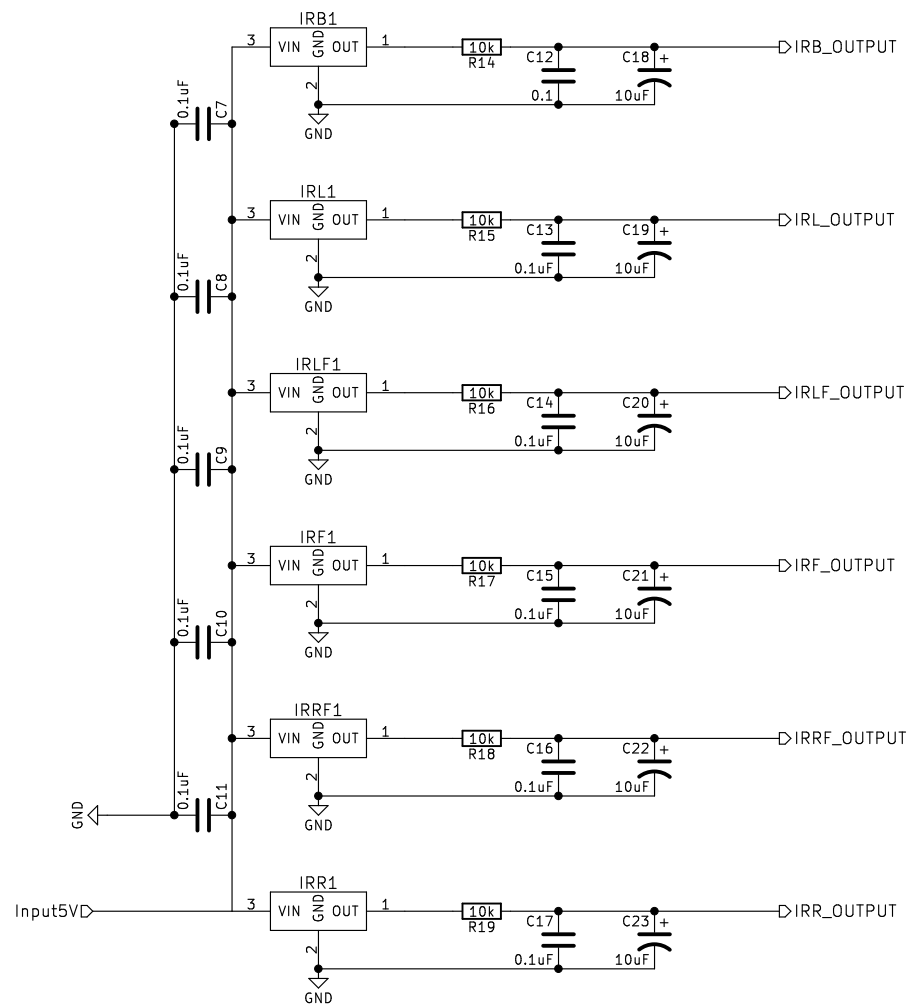 IRB1
3 VIN GND OUT 1
10k
R14
C12
C18 +
IRB_OUTPUT
2
0.1
10uF
GND
0.1uF
C7
IRL1
3 VIN GND OUT 1
10k
R15
C13
C19 +
IRL_OUTPUT
2
0.1uF
10uF
GND
0.1uF
C8
IRLF1
3 VIN GND OUT 1
10k
R16
C14
C20 +
IRLF_OUTPUT
2
0.1uF
10uF
GND
0.1uF
C9
IRF1
3 VIN GND OUT 1
10k
R17
C15
C21 +
IRF_OUTPUT
2
0.1uF
10uF
GND
0.1uF
C10
IRRF1
3 VIN GND OUT 1
10k
R18
C16
C22 +
IRRF_OUTPUT
2
0.1uF
10uF
GND
0.1uF
C11
GND
IRR1
Input5V
3 VIN GND OUT 1
10k
R19
C17
C23 +
IRR_OUTPUT
2
0.1uF
10uF
GND